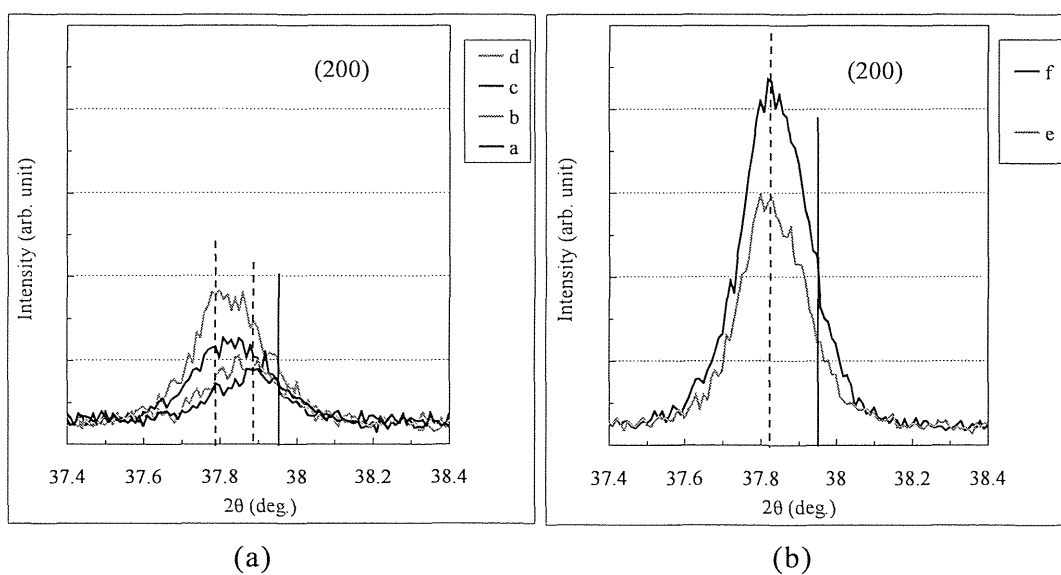 (200)
d
c
b
a
Intensity (arb. unit)
37.4 37.6 37.8 38 38.2 38.4
2θ (deg.)
(a)
(200)
f
e
Intensity (arb. unit)
37.4 37.6 37.8 38 38.2 38.4
2θ (deg.)
(b)